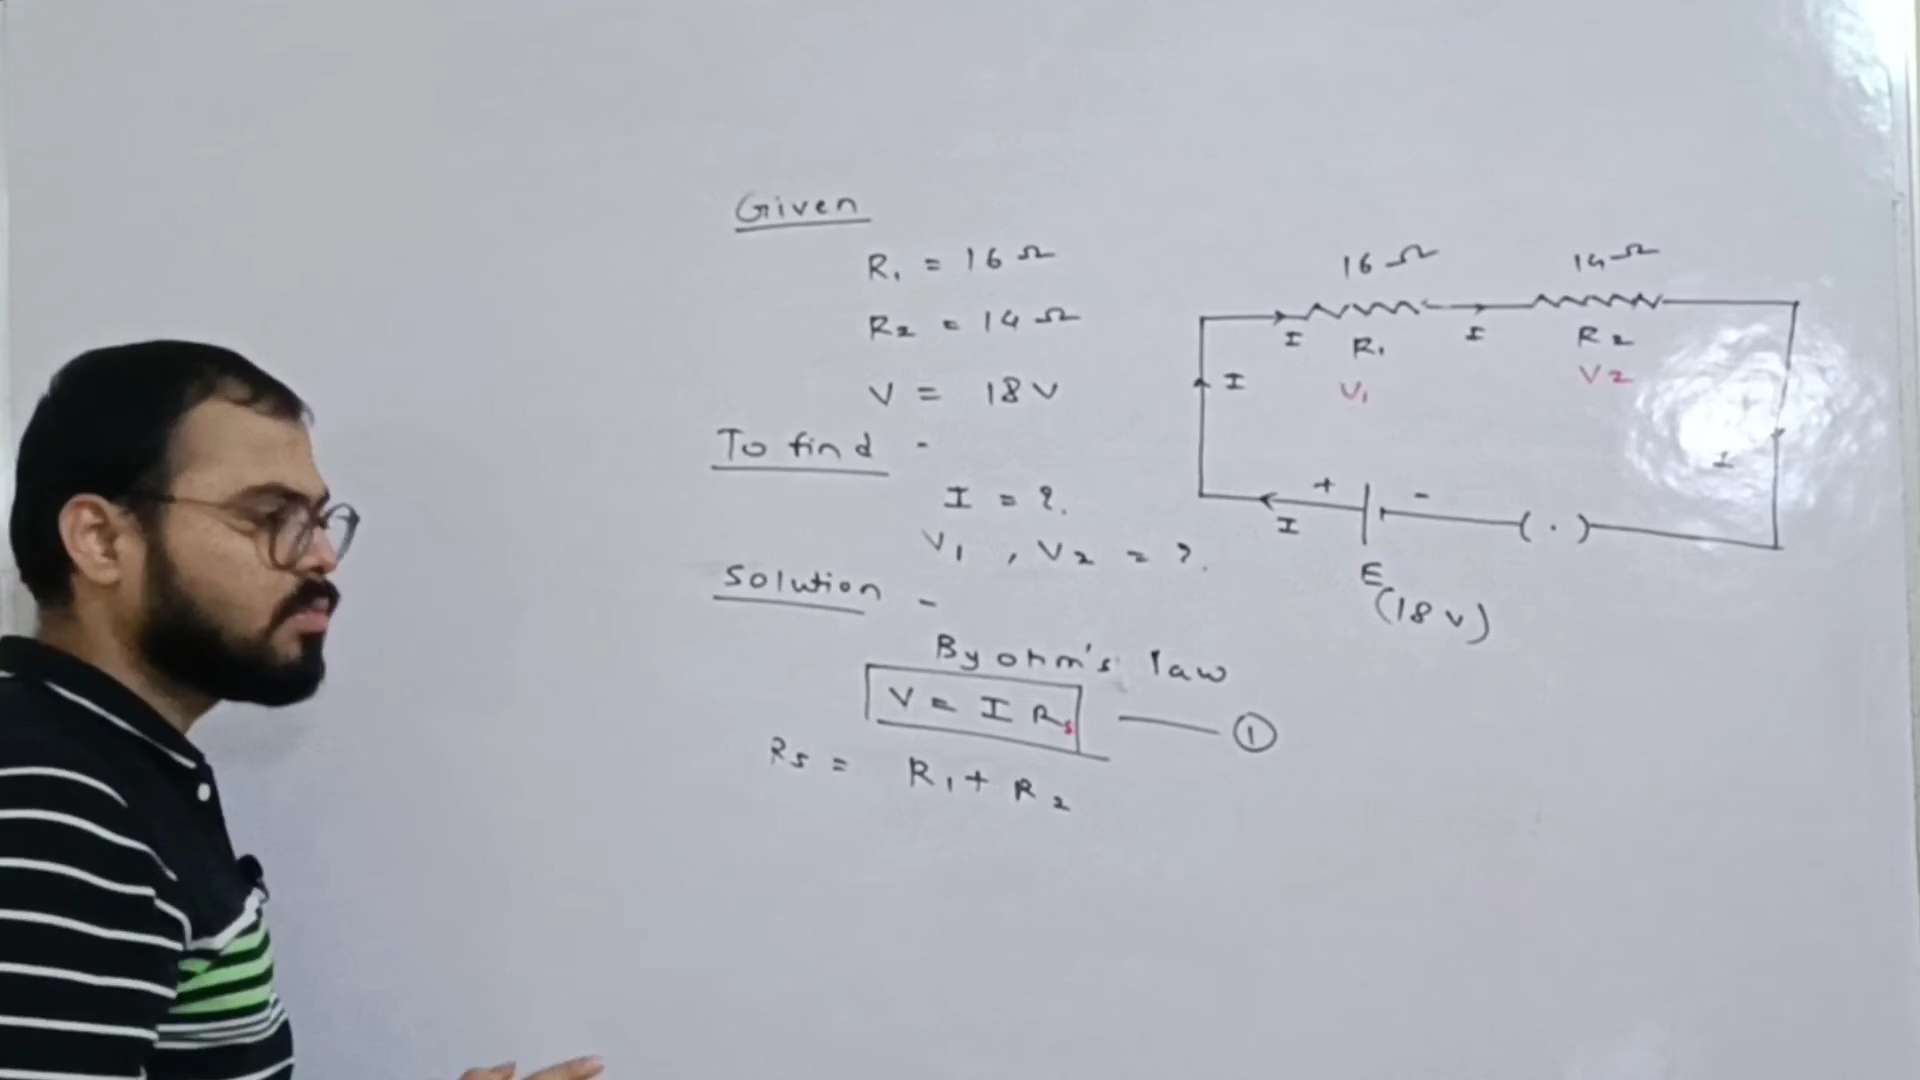 Given
R₁ = 16 Ω
R₂ = 14 Ω
V = 18 V
To find -
I = ?.
V₁ , V₂ = ?.
Solution -
By ohm's law
V = I Rs ——— ①
Rs = R₁ + R₂
16 Ω 14 Ω
I R₁ I R₂
V₁ V₂
I
I
+ -
I ( . )
E
(18 V)